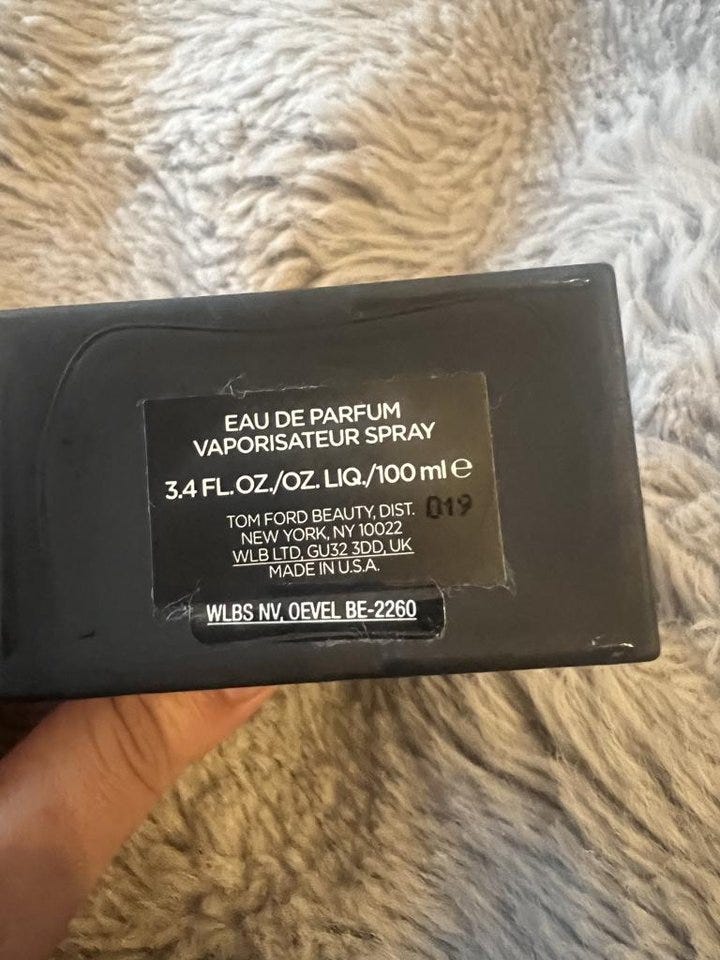 EAU DE PARFUM
VAPORISATEUR SPRAY
3.4 FL.OZ./OZ. LIQ./100 ml ℮
TOM FORD BEAUTY, DIST.
NEW YORK, NY 10022
WLB LTD, GU32 3DD, UK
MADE IN U.S.A.
WLBS NV, OEVEL BE-2260